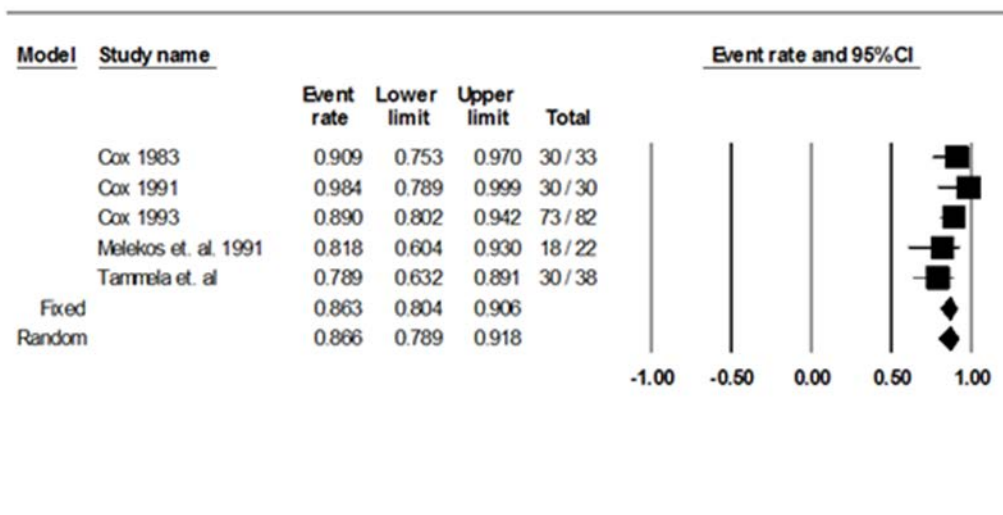 Model Study name Event rate and 95%CI
Event Lower Upper
rate limit limit Total
Cox 1983 0.909 0.753 0.970 30 / 33
Cox 1991 0.984 0.789 0.999 30 / 30
Cox 1993 0.890 0.802 0.942 73 / 82
Melekos et. al. 1991 0.818 0.604 0.930 18 / 22
Tammela et. al 0.789 0.632 0.891 30 / 38
Fixed 0.863 0.804 0.906
Random 0.866 0.789 0.918
-1.00 -0.50 0.00 0.50 1.00